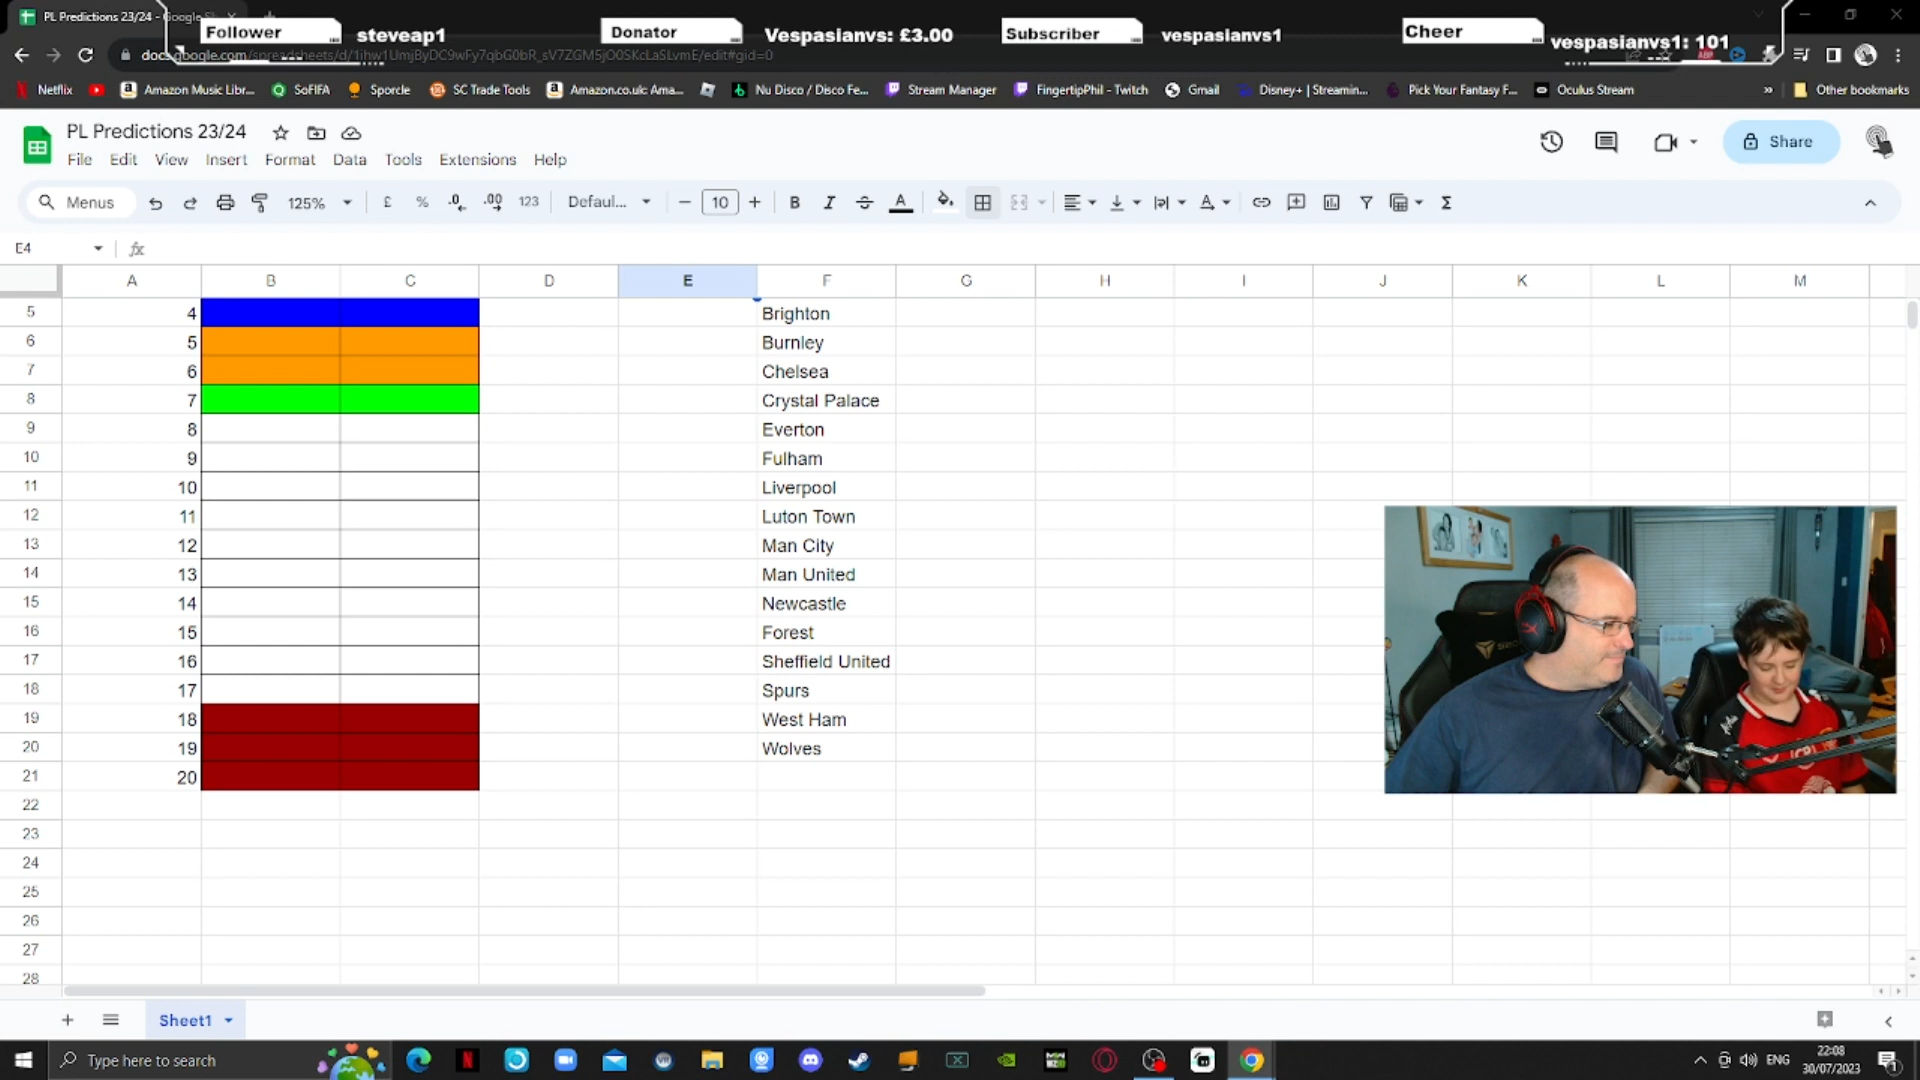 PL Predictions 23/24 - Google S
Follower
steveap1
Donator
Vespasianvs: £3.00
Subscriber
vespasianvs1
Cheer
vespasianvs1: 101
Netflix
Amazon Music Libr...
SoFIFA
Sporcle
SC Trade Tools
Amazon.co.uk: Ama...
Nu Disco / Disco Fe...
Stream Manager
FingertipPhil - Twitch
Gmail
Disney+ | Streamin...
Pick Your Fantasy F...
Oculus Stream
»
Other bookmarks
PL Predictions 23/24
File Edit View Insert Format Data Tools Extensions Help
Share
Menus
125%
£
%
.0
.00
123
Defaul...
10
B
I
E4
fx
A B C D E F G H I J K L M
5 4 Brighton
6 5 Burnley
7 6 Chelsea
8 7 Crystal Palace
9 8 Everton
10 9 Fulham
11 10 Liverpool
12 11 Luton Town
13 12 Man City
14 13 Man United
15 14 Newcastle
16 15 Forest
17 16 Sheffield United
18 17 Spurs
19 18 West Ham
20 19 Wolves
21 20
22
23
24
25
26
27
28
Sheet1
Type here to search
ENG
22:08
30/07/2023